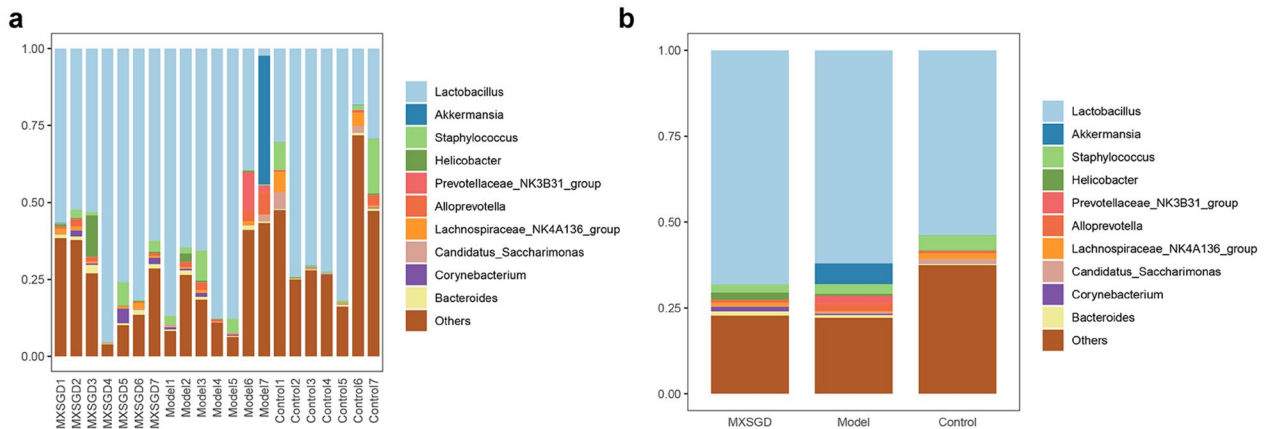 a
1.00
0.75
0.50
0.25
0.00
MXSGD1
MXSGD2
MXSGD3
MXSGD4
MXSGD5
MXSGD6
MXSGD7
Model1
Model2
Model3
Model4
Model5
Model6
Model7
Control1
Control2
Control3
Control4
Control5
Control6
Control7
Lactobacillus
Akkermansia
Staphylococcus
Helicobacter
Prevotellaceae_NK3B31_group
Alloprevotella
Lachnospiraceae_NK4A136_group
Candidatus_Saccharimonas
Corynebacterium
Bacteroides
Others
b
1.00
0.75
0.50
0.25
0.00
MXSGD
Model
Control
Lactobacillus
Akkermansia
Staphylococcus
Helicobacter
Prevotellaceae_NK3B31_group
Alloprevotella
Lachnospiraceae_NK4A136_group
Candidatus_Saccharimonas
Corynebacterium
Bacteroides
Others